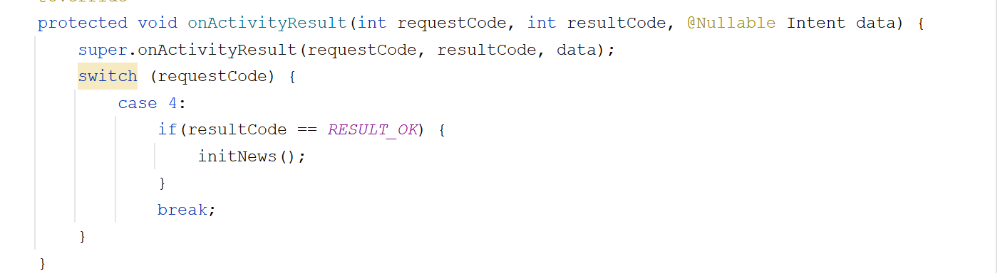 @Override
protected void onActivityResult(int requestCode, int resultCode, @Nullable Intent data) {
super.onActivityResult(requestCode, resultCode, data);
switch (requestCode) {
case 4:
if(resultCode == RESULT_OK) {
initNews();
}
break;
}
}